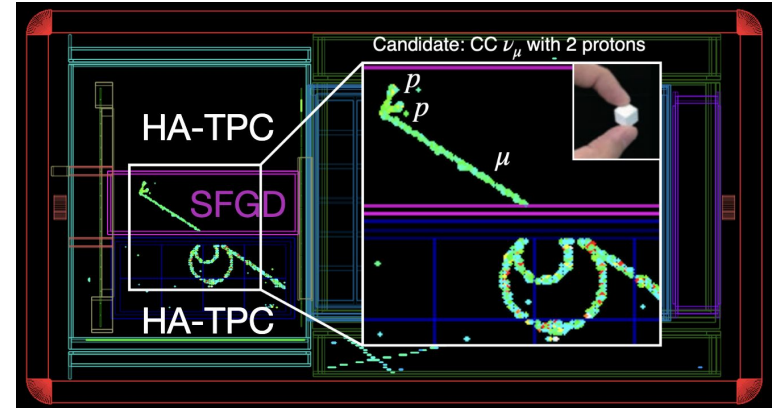 Candidate: CC ν_μ with 2 protons
p
p
HA-TPC
μ
SFGD
HA-TPC